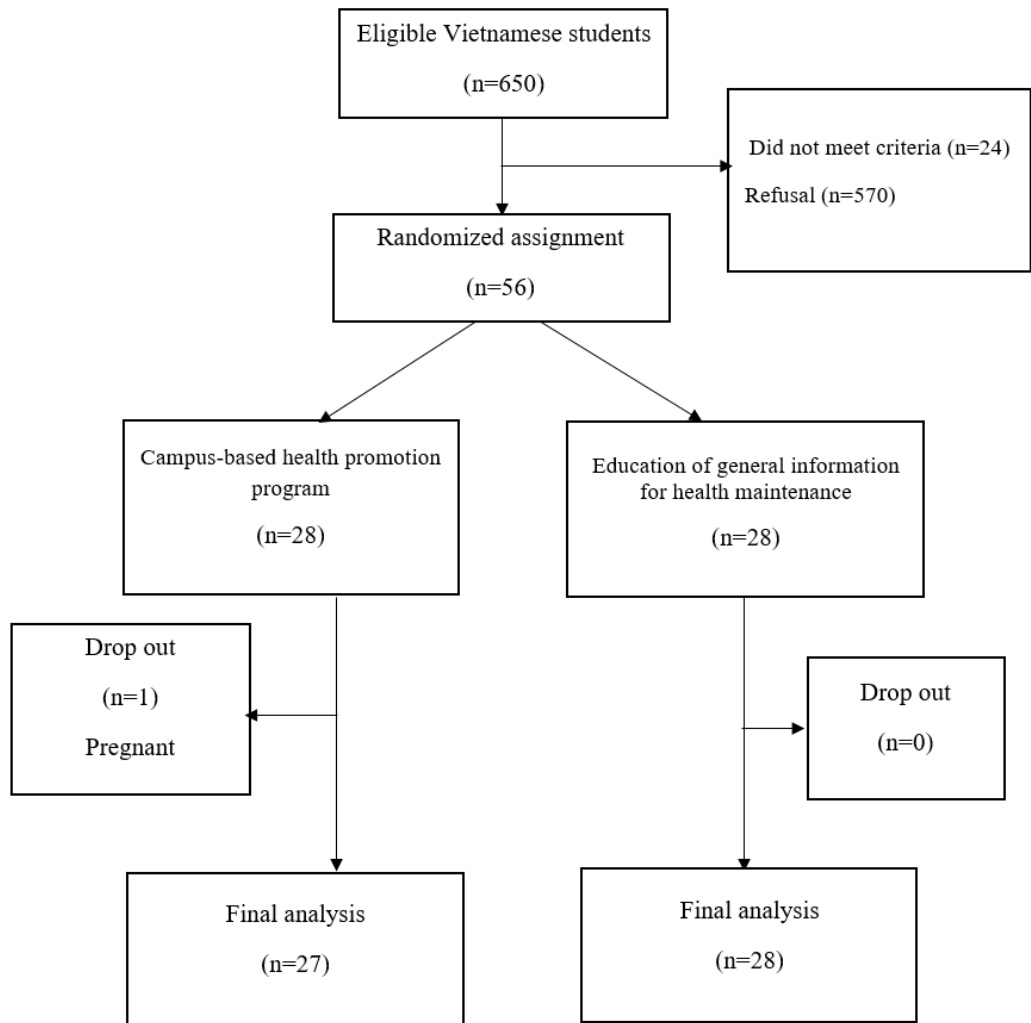 Eligible Vietnamese students
(n=650)
Did not meet criteria (n=24)
Refusal (n=570)
Randomized assignment
(n=56)
Campus-based health promotion
program
(n=28)
Education of general information
for health maintenance
(n=28)
Drop out
(n=1)
Pregnant
Drop out
(n=0)
Final analysis
(n=27)
Final analysis
(n=28)